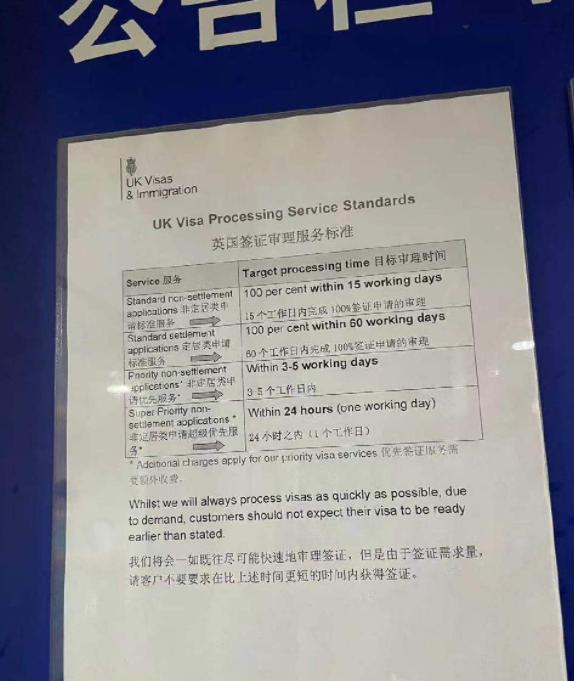 公告栏
UK Visas
& Immigration
UK Visa Processing Service Standards
英国签证审理服务标准
Service 服务
Target processing time 目标审理时间
Standard non-settlement
applications 非定居类申
请标准服务
100 per cent within 15 working days
15 个工作日内完成 100%签证申请的审理
Standard settlement
applications 定居类申请
标准服务
100 per cent within 60 working days
60 个工作日内完成 100%签证申请的审理
Priority non-settlement
applications* 非定居类申
请优先服务*
Within 3-5 working days
3-5 个工作日内
Super Priority non-
settlement applications *
非定居类申请超级优先服
务*
Within 24 hours (one working day)
24 小时之内（1 个工作日）
* Additional charges apply for our priority visa services 优先签证服务需
要额外收费.
Whilst we will always process visas as quickly as possible, due
to demand, customers should not expect their visa to be ready
earlier than stated.
我们将会一如既往尽可能快速地审理签证，但是由于签证需求量，
请客户不要要求在比上述时间更短的时间内获得签证。